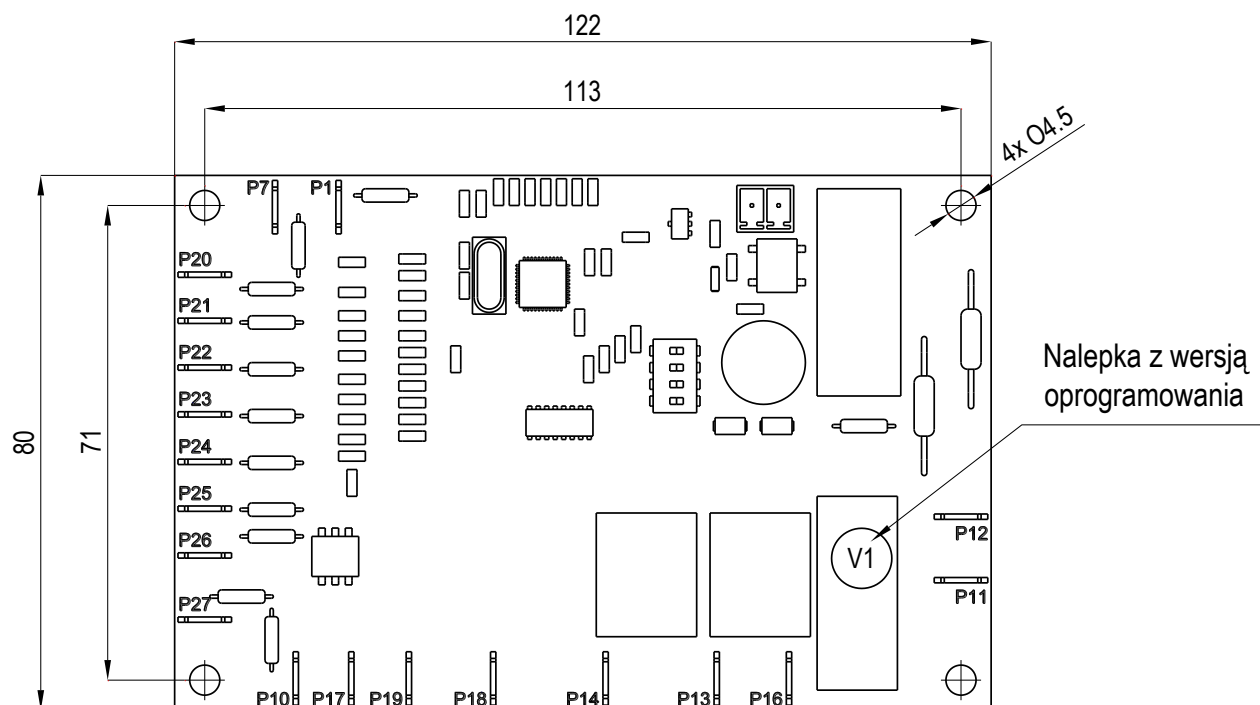 122
113
4x O4.5
P7 P1
P20
P21
P22
P23
P24
P25
P26
P27
80
71
Nalepka z wersją
oprogramowania
V1
P12
P11
P10 P17 P19 P18 P14 P13 P16